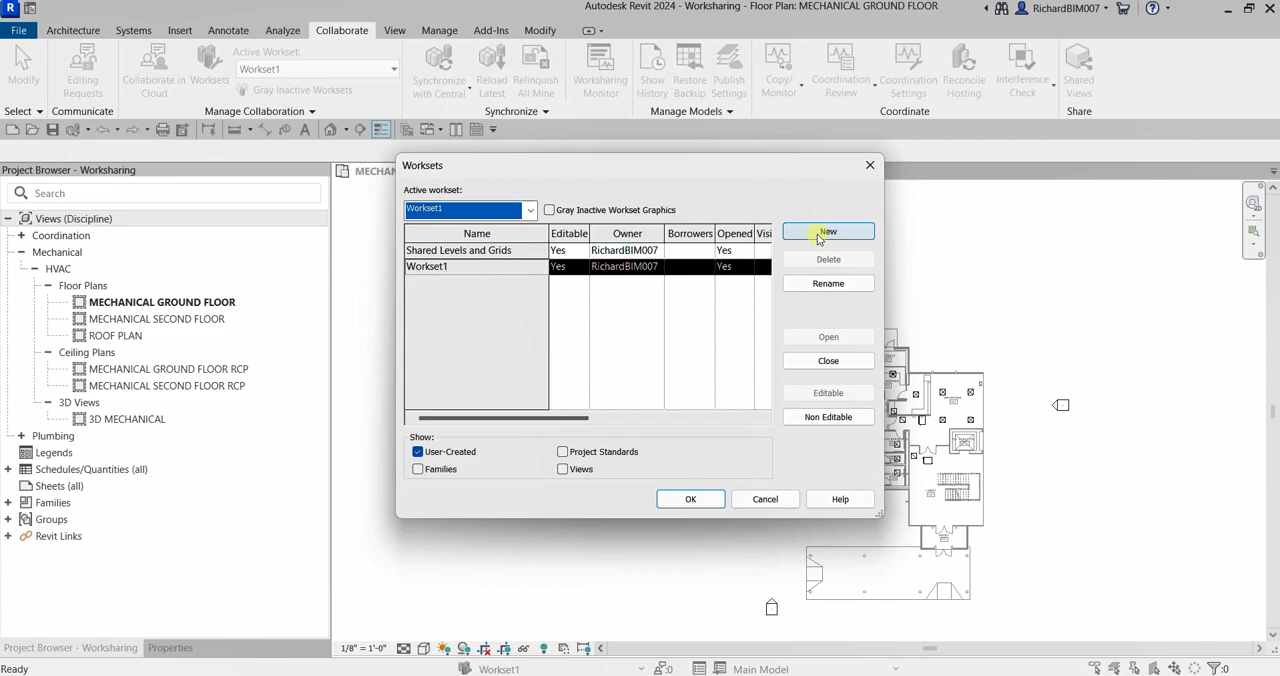 R
Autodesk Revit 2024 - Worksharing - Floor Plan: MECHANICAL GROUND FLOOR
RichardBIM007
File Architecture Systems Insert Annotate Analyze Collaborate View Manage Add-Ins Modify
Active Workset:
Workset1
Gray Inactive Worksets
Modify
Editing
Requests
Collaborate in
Cloud
Worksets
Synchronize
with Central
Reload
Latest
Relinquish
All Mine
Worksharing
Monitor
Show
History
Restore
Backup
Publish
Settings
Copy/
Monitor
Coordination
Review
Coordination
Settings
Reconcile
Hosting
Interference
Check
Shared
Views
Select Communicate Manage Collaboration Synchronize Manage Models Coordinate Share
Project Browser - Worksharing
Search
Views (Discipline)
Coordination
Mechanical
HVAC
Floor Plans
MECHANICAL GROUND FLOOR
MECHANICAL SECOND FLOOR
ROOF PLAN
Ceiling Plans
MECHANICAL GROUND FLOOR RCP
MECHANICAL SECOND FLOOR RCP
3D Views
3D MECHANICAL
Plumbing
Legends
Schedules/Quantities (all)
Sheets (all)
Families
Groups
Revit Links
Project Browser - Worksharing Properties
MECHAN
Worksets
Active workset:
Workset1
Gray Inactive Workset Graphics
Name Editable Owner Borrowers Opened Visi
Shared Levels and Grids Yes RichardBIM007 Yes
Workset1 Yes RichardBIM007 Yes
New
Delete
Rename
Open
Close
Editable
Non Editable
Show:
User-Created
Project Standards
Families
Views
OK Cancel Help
1/8" = 1'-0"
Ready
Workset1
:0
Main Model
:0